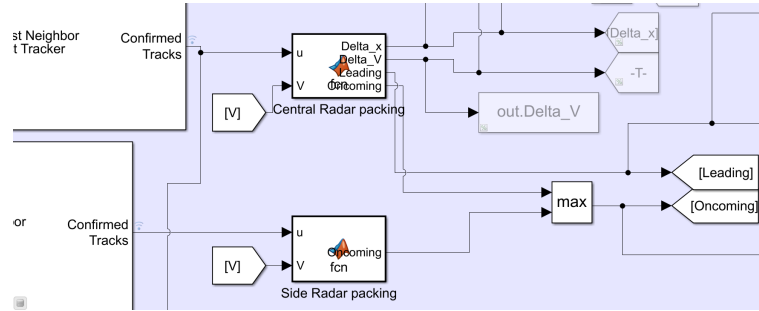 st Neighbor
t Tracker
Confirmed
Tracks
u
V
Delta_x
Delta_V
Leading
Oncoming
fcn
Central Radar packing
[V]
[Delta_x]
-T-
out.Delta_V
[Leading]
[Oncoming]
max
or
Confirmed
Tracks
u
V
Oncoming
fcn
[V]
Side Radar packing